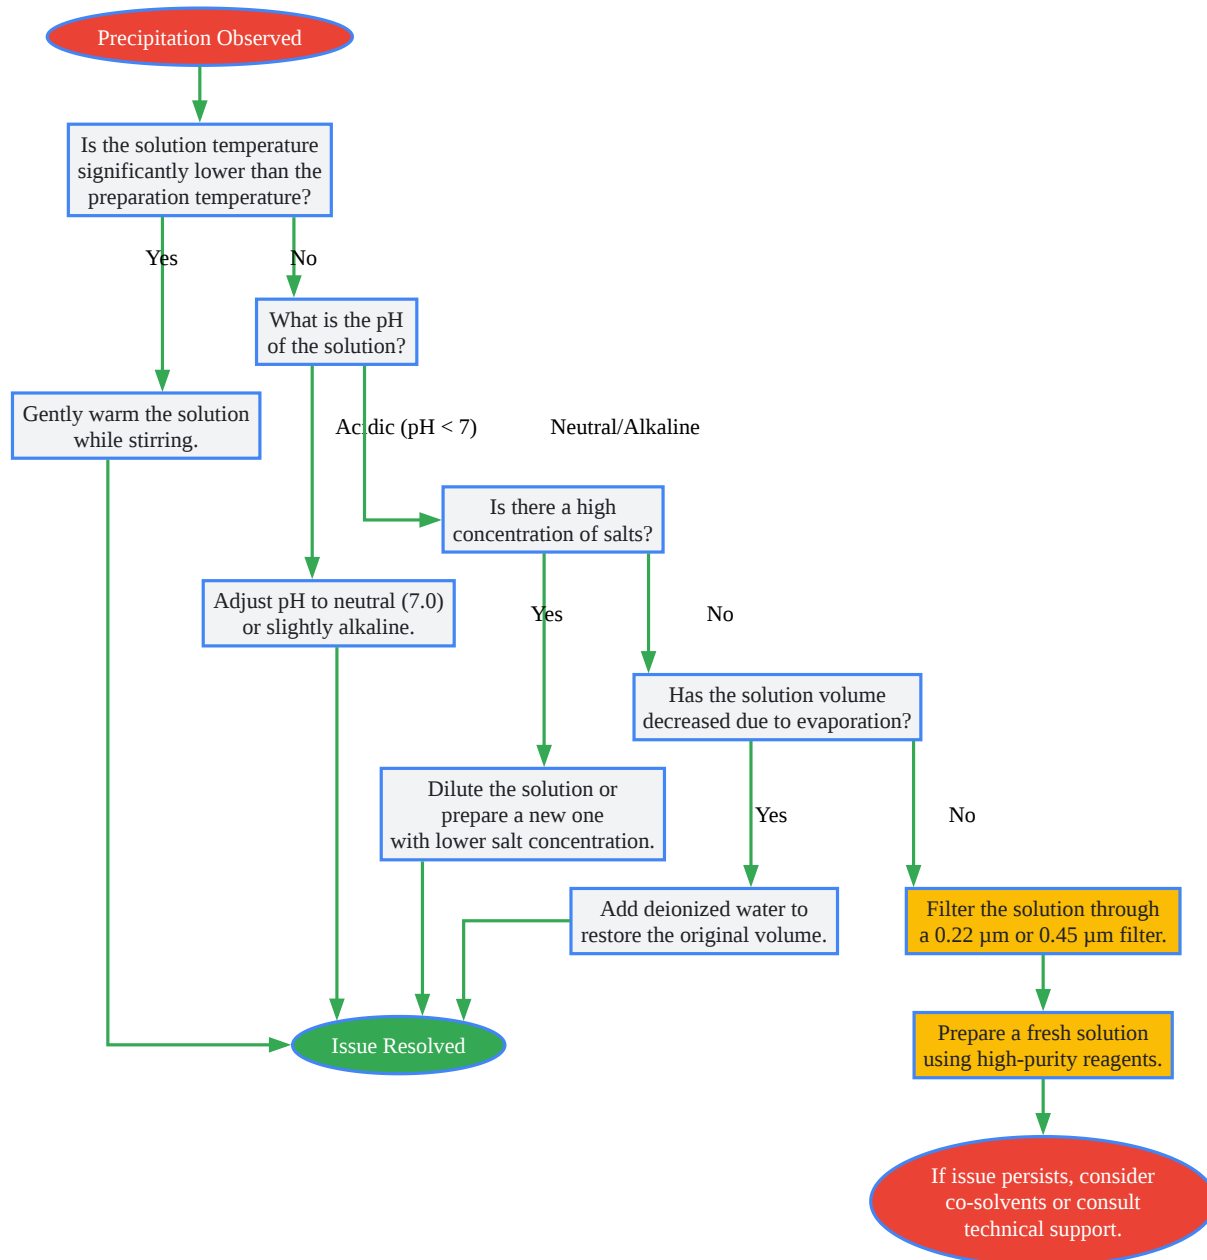 Precipitation Observed
Is the solution temperature
significantly lower than the
preparation temperature?
Yes
No
What is the pH
of the solution?
Gently warm the solution
while stirring.
Acidic (pH < 7)
Neutral/Alkaline
Is there a high
concentration of salts?
Adjust pH to neutral (7.0)
or slightly alkaline.
Yes
No
Has the solution volume
decreased due to evaporation?
Dilute the solution or
prepare a new one
with lower salt concentration.
Yes
No
Add deionized water to
restore the original volume.
Filter the solution through
a 0.22 µm or 0.45 µm filter.
Issue Resolved
Prepare a fresh solution
using high-purity reagents.
If issue persists, consider
co-solvents or consult
technical support.